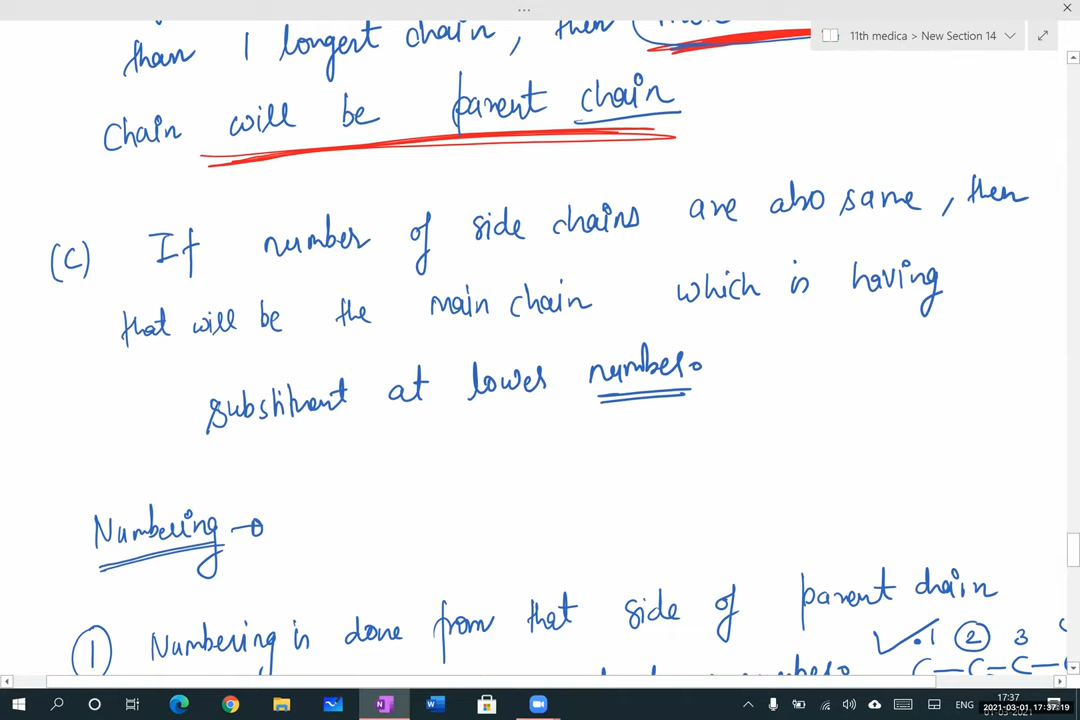 11th medica > New Section 14
than 1 longest chain, then
chain will be parent chain
(C) If number of side chains are also same, then
that will be the main chain which is having
substituent at lower number.
Numbering →
① Numbering is done from that side of parent chain
1 ② 3
C-C-C-
ENG
17:37
2021-03-01 17:37:19